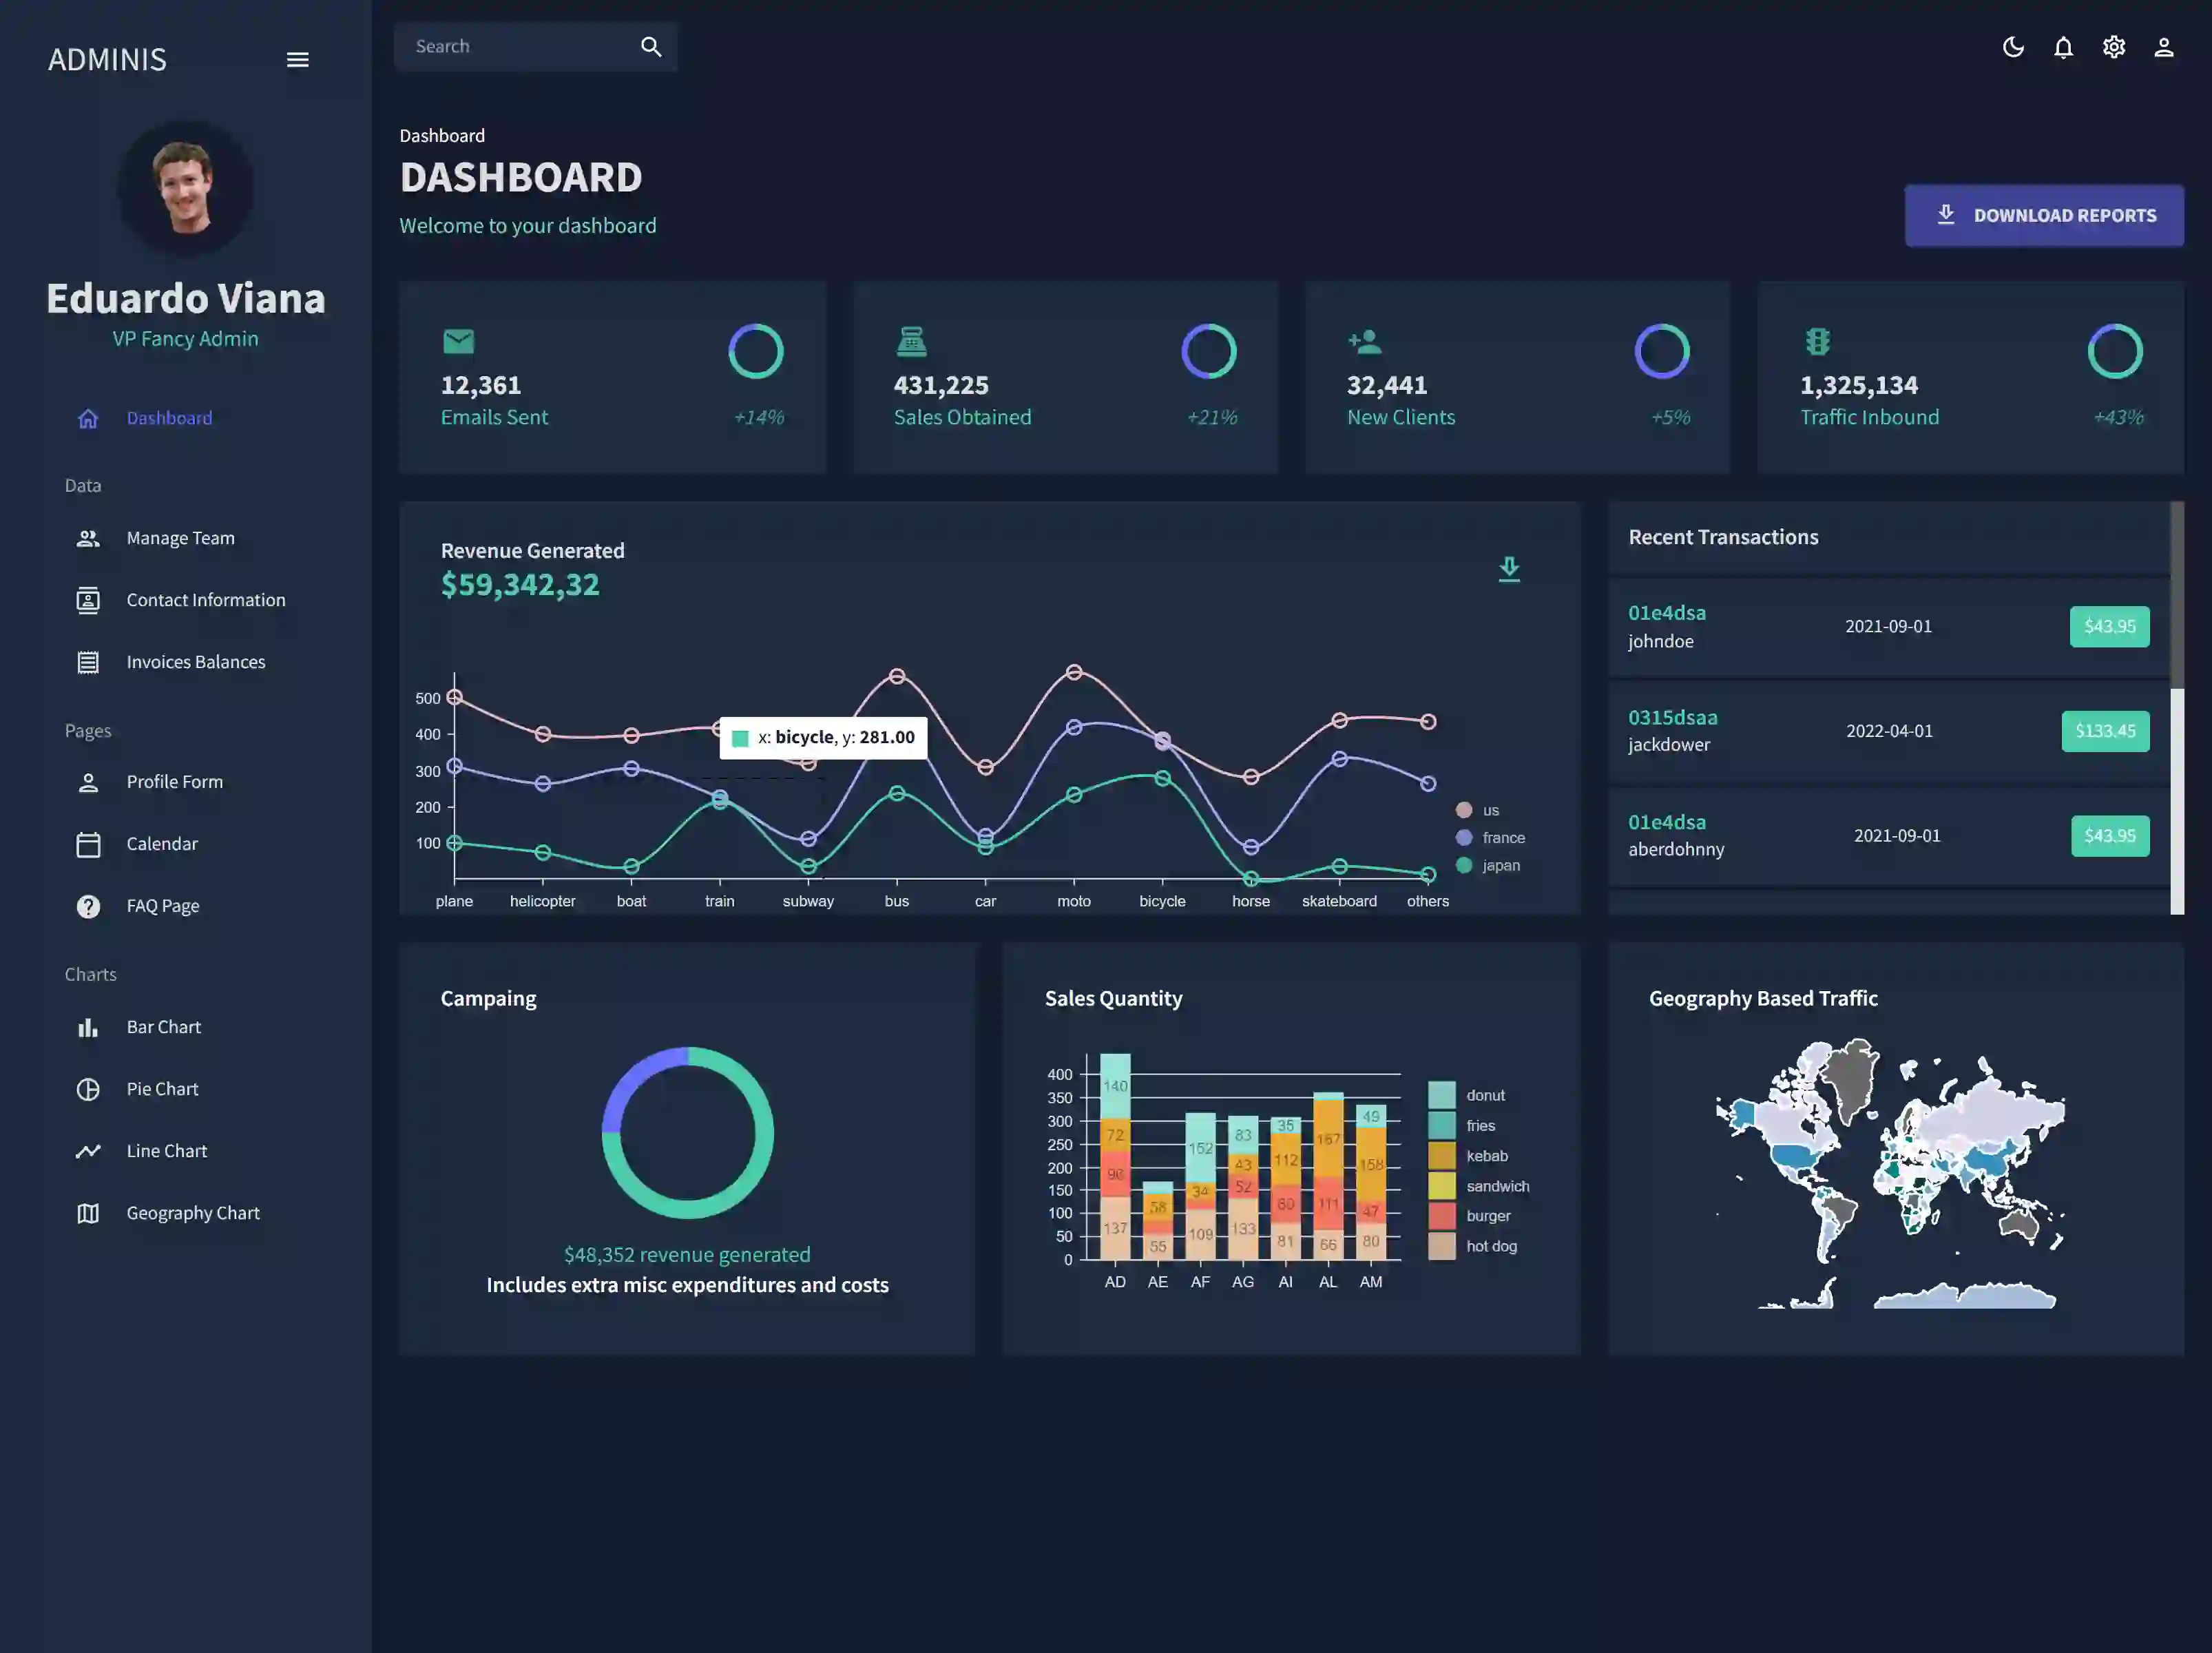 ADMINIS
Search
Eduardo Viana
VP Fancy Admin
Dashboard
Data
Manage Team
Contact Information
Invoices Balances
Pages
Profile Form
Calendar
FAQ Page
Charts
Bar Chart
Pie Chart
Line Chart
Geography Chart
Dashboard
DASHBOARD
Welcome to your dashboard
DOWNLOAD REPORTS
12,361
Emails Sent
+14%
431,225
Sales Obtained
+21%
32,441
New Clients
+5%
1,325,134
Traffic Inbound
+43%
Revenue Generated
$59,342,32
500
400
300
200
100
x: bicycle, y: 281.00
us
france
japan
plane helicopter boat train subway bus car moto bicycle horse skateboard others
Recent Transactions
01e4dsa
johndoe
2021-09-01
$43.95
0315dsaa
jackdower
2022-04-01
$133.45
01e4dsa
aberdohnny
2021-09-01
$43.95
Campaing
$48,352 revenue generated
Includes extra misc expenditures and costs
Sales Quantity
400
350
300
250
200
150
100
50
0
140
72
96
137
58
55
152
34
109
83
43
52
133
35
112
80
81
167
111
66
49
158
47
80
AD AE AF AG AI AL AM
donut
fries
kebab
sandwich
burger
hot dog
Geography Based Traffic